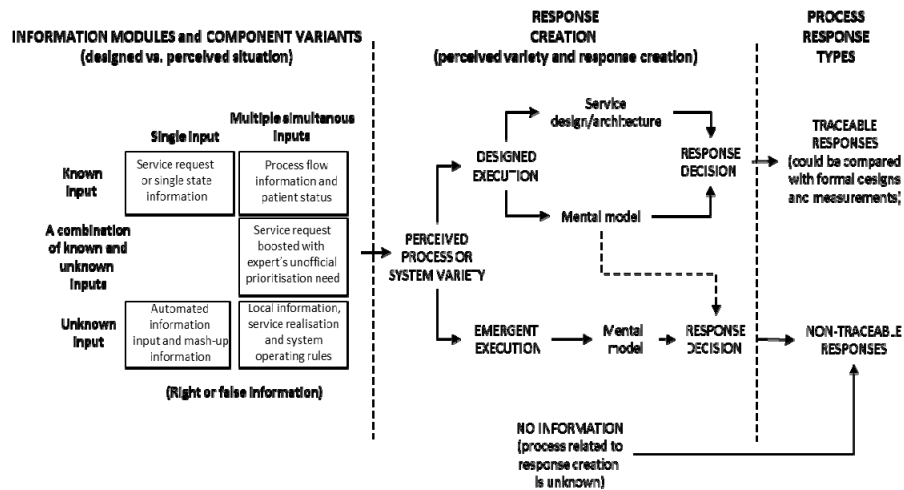 INFORMATION MODULES and COMPONENT VARIANTS
(designed vs. perceived situation)
RESPONSE
CREATION
(perceived variety and response creation)
PROCESS
RESPONSE
TYPES
Single input
Multiple simultanous
inputs
Known
input
Service request
or single state
information
Process flow
information and
patient status
A combination
of known and
unknown
inputs
Service request
boosted with
expert´s unofficial
prioritisation need
Unknown
input
Automated
information
input and mash-up
information
Local information,
service realisation
and system
operating rules
(Right or false information)
PERCEIVED
PROCESS OR
SYSTEM VARIETY
DESIGNED
EXECUTION
Service
design/architecture
Mental model
RESPONSE
DECISION
EMERGENT
EXECUTION
Mental
model
RESPONSE
DECISION
NO INFORMATION
(process related to
response creation
is unknown)
TRACEABLE
RESPONSES
(could be compared
with formal designs
and measurements)
NON-TRACEABLE
RESPONSES